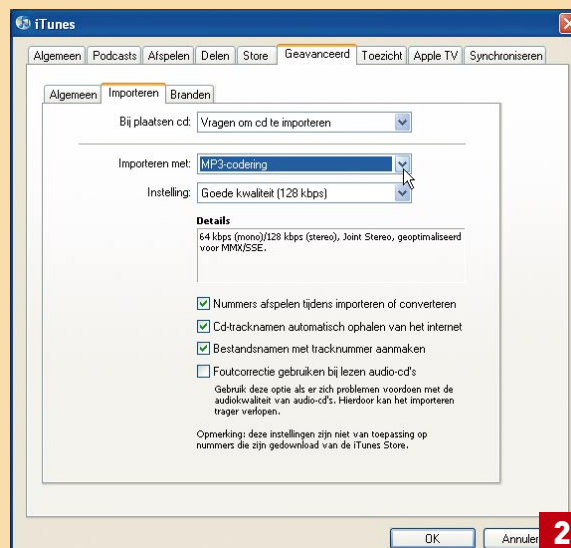 iTunes
Algemeen Podcasts Afspelen Delen Store Geavanceerd Toezicht Apple TV Synchroniseren
Algemeen Importeren Branden
Bij plaatsen cd: Vragen om cd te importeren
Importeren met: MP3-codering
Instelling: Goede kwaliteit (128 kbps)
Details
64 kbps (mono)/128 kbps (stereo), Joint Stereo, geoptimaliseerd
voor MMX/SSE.
Nummers afspelen tijdens importeren of converteren
Cd-tracknamen automatisch ophalen van het internet
Bestandsnamen met tracknummer aanmaken
Foutcorrectie gebruiken bij lezen audio-cd's
Gebruik deze optie als er zich problemen voordoen met de
audiokwaliteit van audio-cd's. Hierdoor kan het importeren
trager verlopen.
Opmerking: deze instellingen zijn niet van toepassing op
nummers die zijn gedownload van de iTunes Store.
OK
2